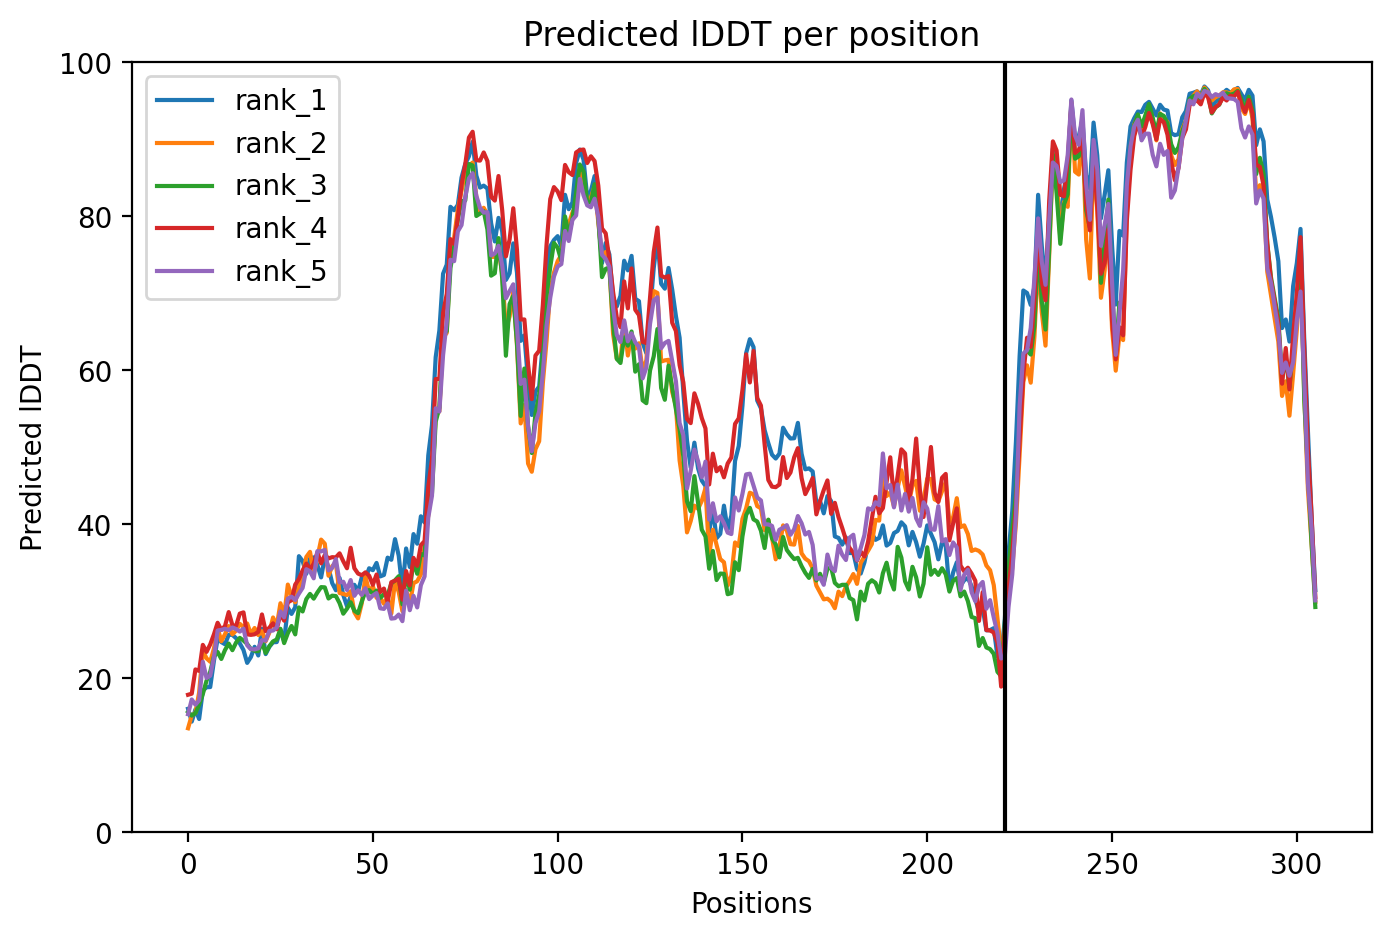 Predicted lDDT per position
100
80
60
40
20
0
Predicted lDDT
rank_1
rank_2
rank_3
rank_4
rank_5
0 50 100 150 200 250 300
Positions